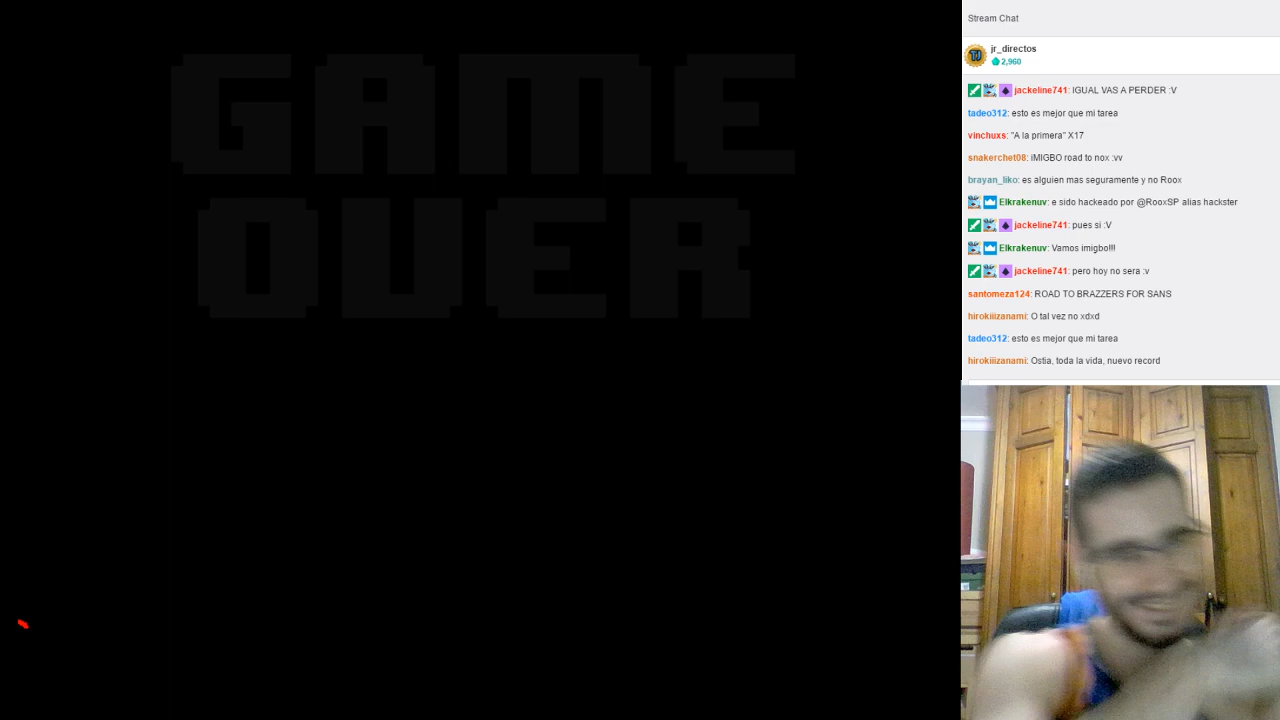 GAME
OVER
Stream Chat
jr_directos
2,960
jackeline741: IGUAL VAS A PERDER :V
tadeo312: esto es mejor que mi tarea
vinchuxs: "A la primera" X17
snakerchet08: iMIGBO road to nox :vv
brayan_liko: es alguien mas seguramente y no Roox
Elkrakenuv: e sido hackeado por @RooxSP alias hackster
jackeline741: pues si :V
Elkrakenuv: Vamos imigbo!!!
jackeline741: pero hoy no sera :v
santomeza124: ROAD TO BRAZZERS FOR SANS
hirokiiizanami: O tal vez no xdxd
tadeo312: esto es mejor que mi tarea
hirokiiizanami: Ostia, toda la vida, nuevo record